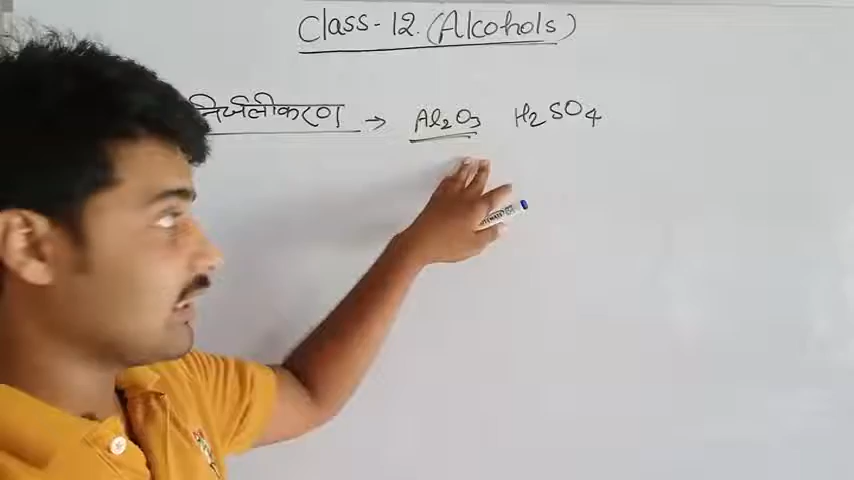 Class-12. (Alcohols)
निर्जलीकरण → Al₂O₃ H₂SO₄